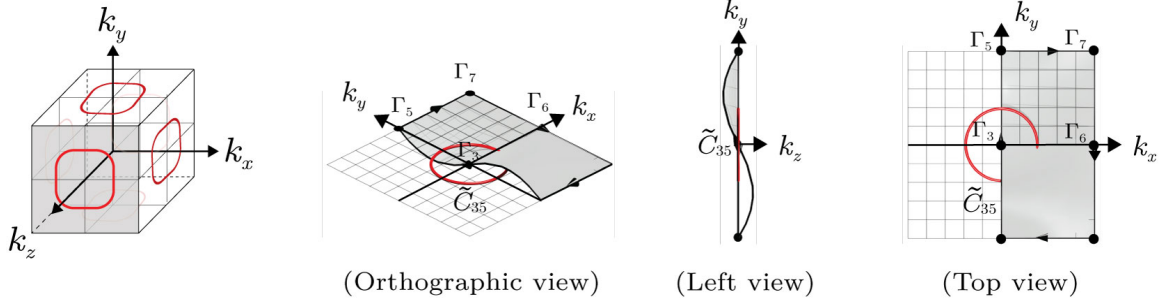 k_y
k_x
k_z
Γ_7
k_y
Γ_5
Γ_6
k_x
Γ_3
C̃_35
(Orthographic view)
k_y
C̃_35
k_z
(Left view)
k_y
Γ_5
Γ_7
Γ_3
Γ_6
k_x
C̃_35
(Top view)